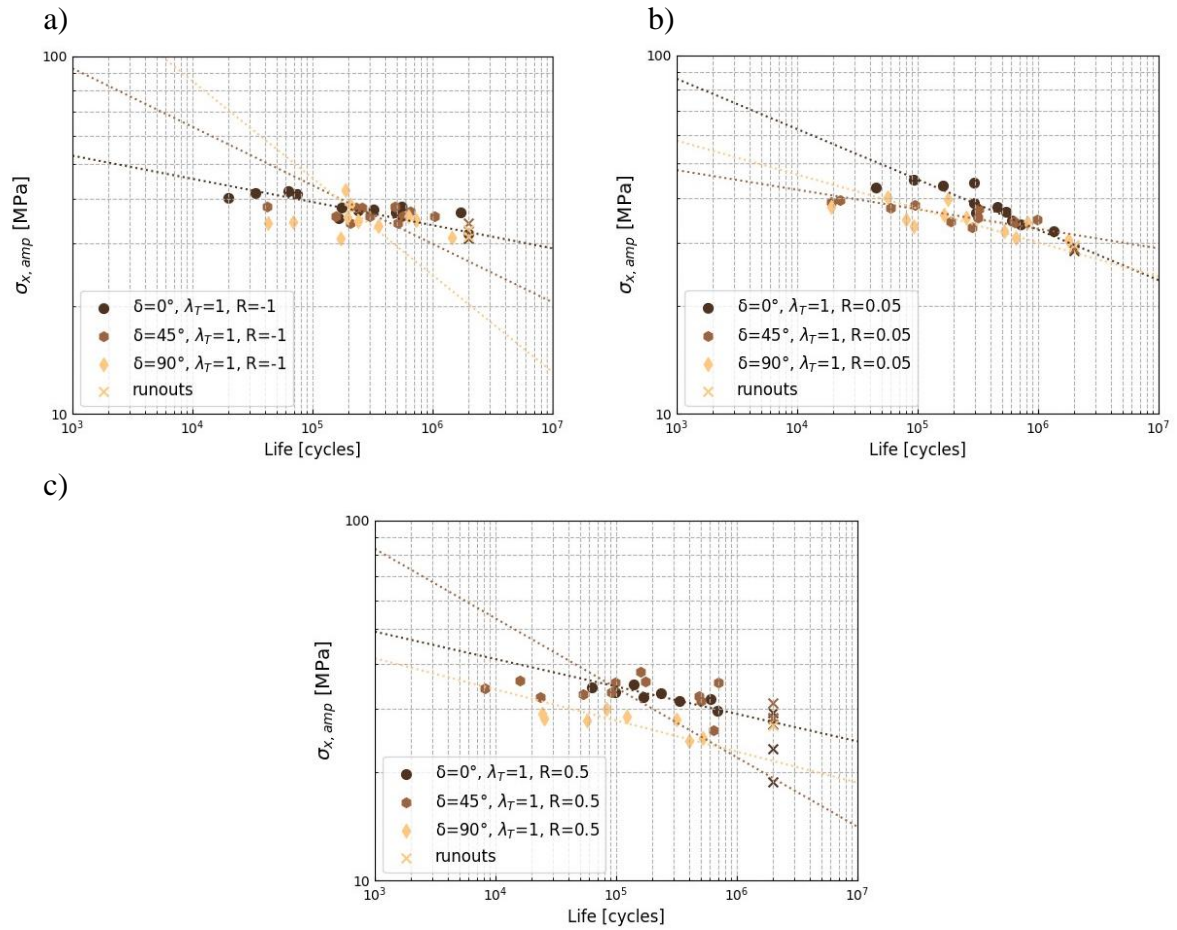 a)
100
10
10³ 10⁴ 10⁵ 10⁶ 10⁷
Life [cycles]
σx, amp [MPa]
δ=0°, λT=1, R=-1
δ=45°, λT=1, R=-1
δ=90°, λT=1, R=-1
runouts
b)
100
10
10³ 10⁴ 10⁵ 10⁶ 10⁷
Life [cycles]
σx, amp [MPa]
δ=0°, λT=1, R=0.05
δ=45°, λT=1, R=0.05
δ=90°, λT=1, R=0.05
runouts
c)
100
10
10³ 10⁴ 10⁵ 10⁶ 10⁷
Life [cycles]
σx, amp [MPa]
δ=0°, λT=1, R=0.5
δ=45°, λT=1, R=0.5
δ=90°, λT=1, R=0.5
runouts